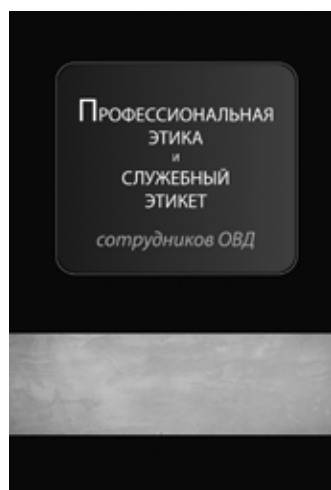 ПРОФЕССИОНАЛЬНАЯ
ЭТИКА
И
СЛУЖЕБНЫЙ
ЭТИКЕТ
сотрудников ОВД